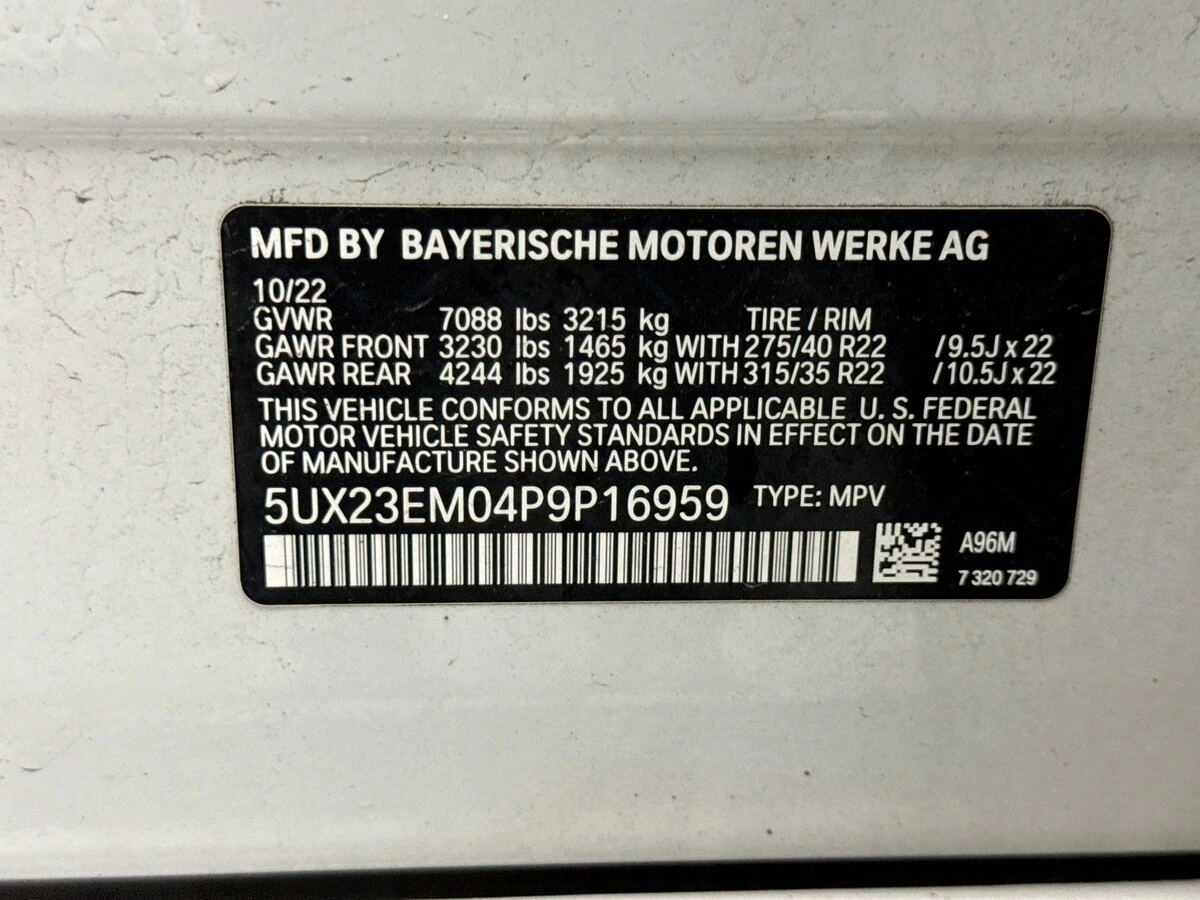 MFD BY BAYERISCHE MOTOREN WERKE AG
10/22
GVWR 7088 lbs 3215 kg TIRE / RIM
GAWR FRONT 3230 lbs 1465 kg WITH 275/40 R22 /9.5J x 22
GAWR REAR 4244 lbs 1925 kg WITH 315/35 R22 /10.5J x 22
THIS VEHICLE CONFORMS TO ALL APPLICABLE U. S. FEDERAL
MOTOR VEHICLE SAFETY STANDARDS IN EFFECT ON THE DATE
OF MANUFACTURE SHOWN ABOVE.
5UX23EM04P9P16959 TYPE: MPV
A96M
7 320 729